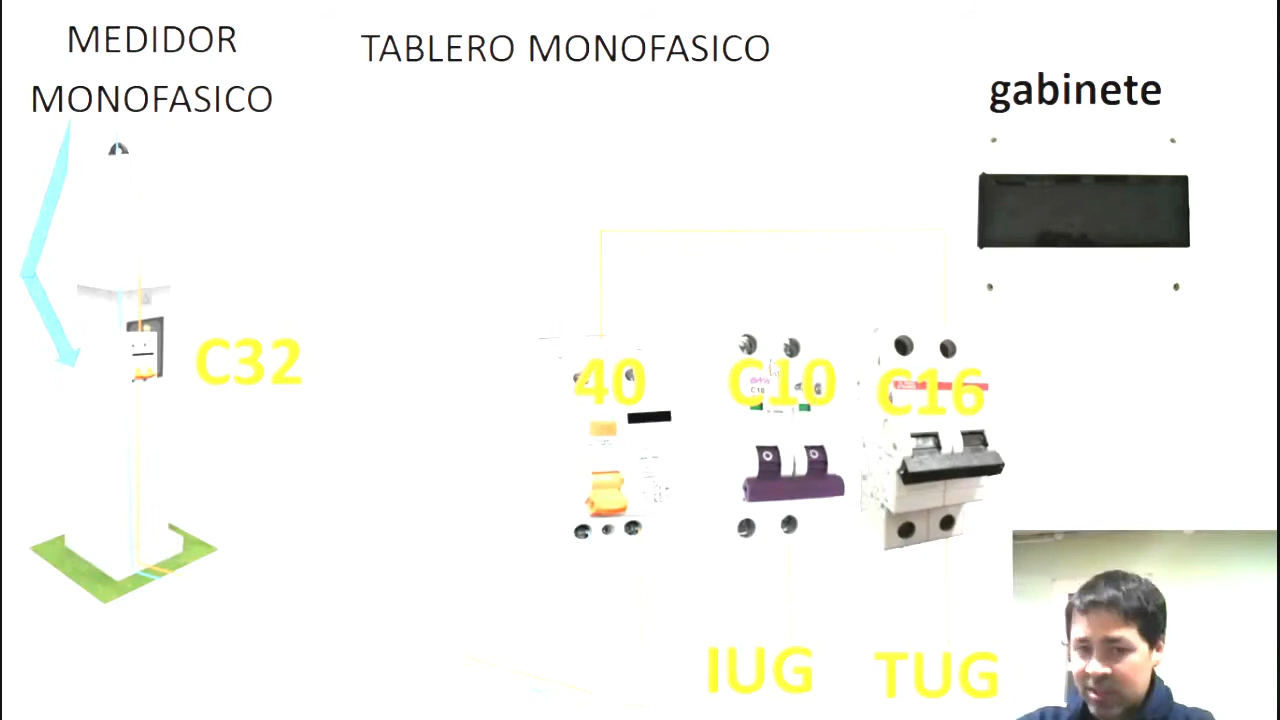 MEDIDOR
MONOFASICO
TABLERO MONOFASICO
gabinete
C32
40
C10
C16
IUG
TUG